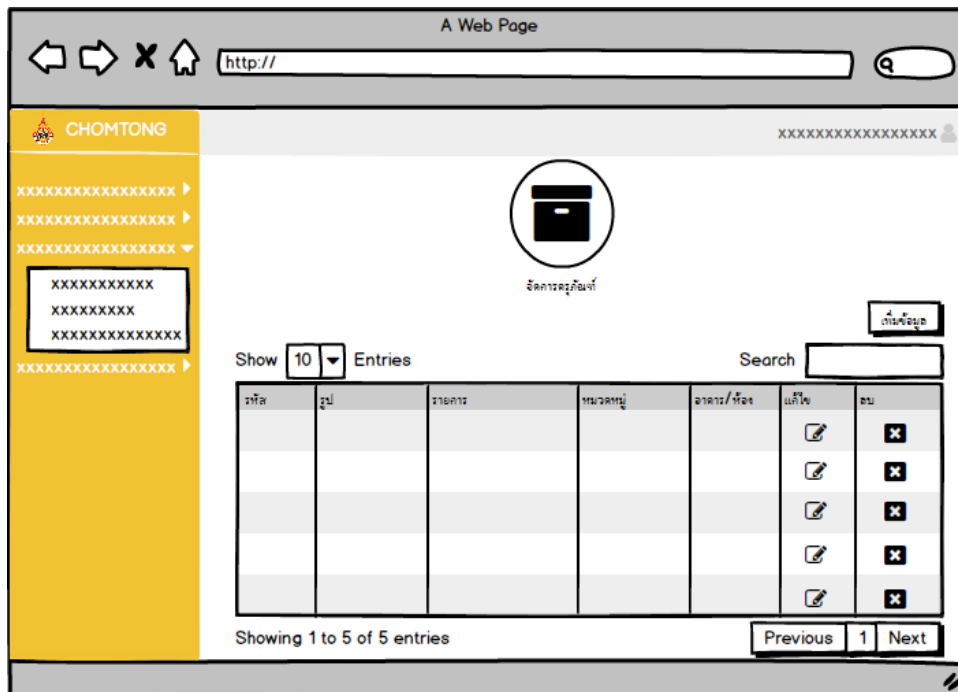 A Web Page
http://
CHOMTONG
xxxxxxxxxxxxxxxxx
xxxxxxxxxxxxxxxxx
xxxxxxxxxxxxxxxxx
xxxxxxxxxxxxxxxxx
xxxxxxxxxxx
xxxxxxxxx
xxxxxxxxxxxxxx
xxxxxxxxxxxxxxxxx
จัดการครุภัณฑ์
เพิ่มข้อมูล
Show 10 Entries Search
รหัส รูป รายการ หมวดหมู่ อาคาร/ห้อง แก้ไข ลบ
Showing 1 to 5 of 5 entries Previous 1 Next